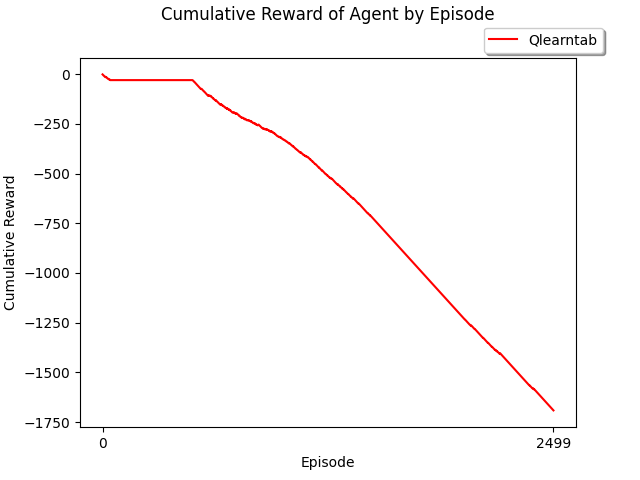 Cumulative Reward of Agent by Episode
Qlearntab
0
−250
−500
−750
−1000
−1250
−1500
−1750
Cumulative Reward
0
2499
Episode